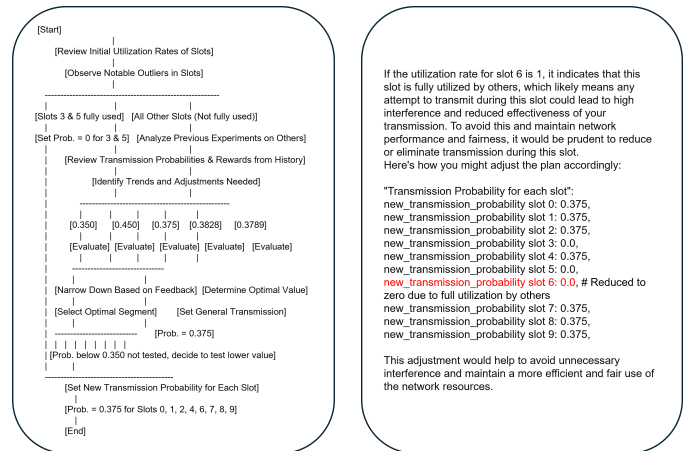 [Start]
|
[Review Initial Utilization Rates of Slots]
|
[Observe Notable Outliers in Slots]
|
--------------------------------------------------------
| |
[Slots 3 & 5 fully used] [All Other Slots (Not fully used)]
| |
[Set Prob. = 0 for 3 & 5] [Analyze Previous Experiments on Others]
| | |
| [Review Transmission Probabilities & Rewards from History]
| | |
| [Identify Trends and Adjustments Needed]
| | |
| ------------------------------------------------
| | | | | |
| [0.350] [0.450] [0.375] [0.3828] [0.3789]
| | | | | |
| [Evaluate] [Evaluate] [Evaluate] [Evaluate] [Evaluate]
| | | | |
| ------------------------------
| | |
| [Narrow Down Based on Feedback] [Determine Optimal Value]
| | |
| [Select Optimal Segment] [Set General Transmission]
| | |
| --------------------------- [Prob. = 0.375]
| | | | | | | |
| [Prob. below 0.350 not tested, decide to test lower value]
| | |
------------------------------------------
[Set New Transmission Probability for Each Slot]
|
[Prob. = 0.375 for Slots 0, 1, 2, 4, 6, 7, 8, 9]
|
[End]
If the utilization rate for slot 6 is 1, it indicates that this
slot is fully utilized by others, which likely means any
attempt to transmit during this slot could lead to high
interference and reduced effectiveness of your
transmission. To avoid this and maintain network
performance and fairness, it would be prudent to reduce
or eliminate transmission during this slot.
Here's how you might adjust the plan accordingly:
"Transmission Probability for each slot":
new_transmission_probability slot 0: 0.375,
new_transmission_probability slot 1: 0.375,
new_transmission_probability slot 2: 0.375,
new_transmission_probability slot 3: 0.0,
new_transmission_probability slot 4: 0.375,
new_transmission_probability slot 5: 0.0,
new_transmission_probability slot 6: 0.0, # Reduced to
zero due to full utilization by others
new_transmission_probability slot 7: 0.375,
new_transmission_probability slot 8: 0.375,
new_transmission_probability slot 9: 0.375,
This adjustment would help to avoid unnecessary
interference and maintain a more efficient and fair use of
the network resources.